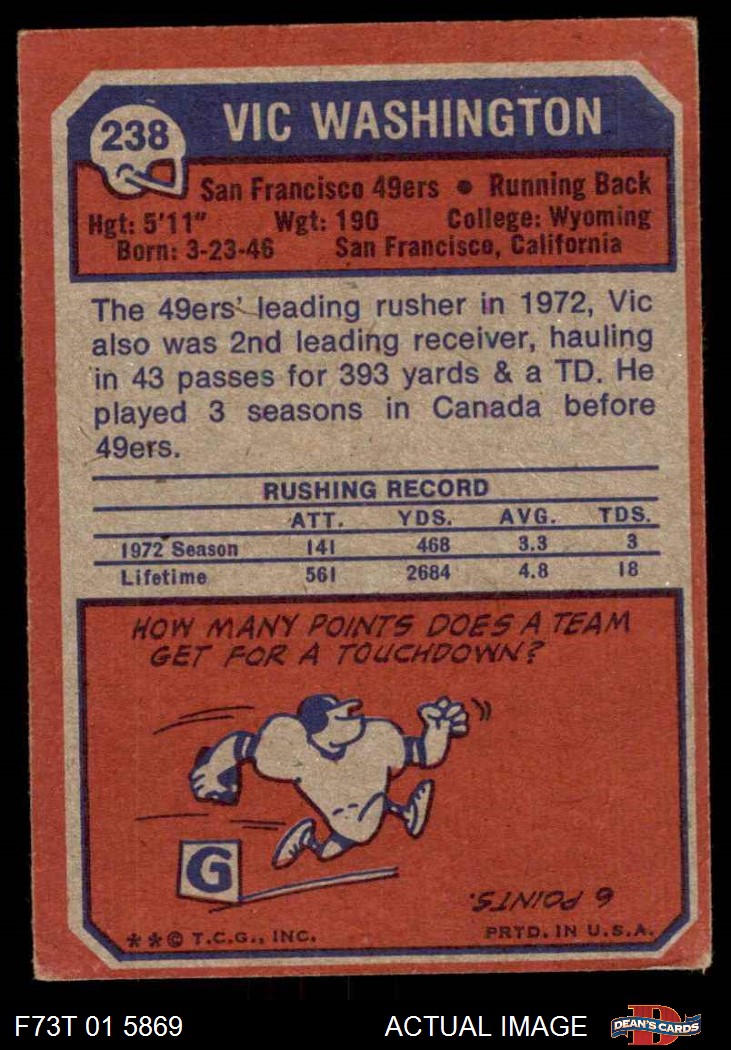 238
VIC WASHINGTON
San Francisco 49ers • Running Back
Hgt: 5'11" Wgt: 190 College: Wyoming
Born: 3-23-46 San Francisco, California
The 49ers' leading rusher in 1972, Vic
also was 2nd leading receiver, hauling
in 43 passes for 393 yards & a TD. He
played 3 seasons in Canada before
49ers.
RUSHING RECORD
ATT. YDS. AVG. TDS.
1972 Season 141 468 3.3 3
Lifetime 561 2684 4.8 18
HOW MANY POINTS DOES A TEAM
GET FOR A TOUCHDOWN?
G
6 POINTS.
**© T.C.G., INC. PRTD. IN U.S.A.
F73T 01 5869 ACTUAL IMAGE D DEAN'S CARDS